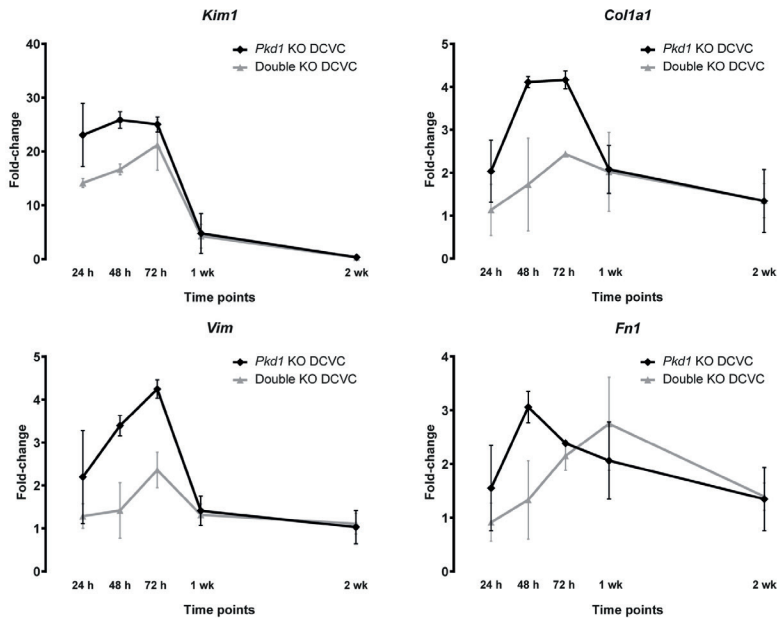 Kim1
40
30
20
10
0
Fold-change
Pkd1 KO DCVC
Double KO DCVC
24 h 48 h 72 h 1 wk 2 wk
Time points
Col1a1
5
4
3
2
1
0
Fold-change
Pkd1 KO DCVC
Double KO DCVC
24 h 48 h 72 h 1 wk 2 wk
Time points
Vim
5
4
3
2
1
0
Fold-change
Pkd1 KO DCVC
Double KO DCVC
24 h 48 h 72 h 1 wk 2 wk
Time points
Fn1
4
3
2
1
0
Fold-change
Pkd1 KO DCVC
Double KO DCVC
24 h 48 h 72 h 1 wk 2 wk
Time points